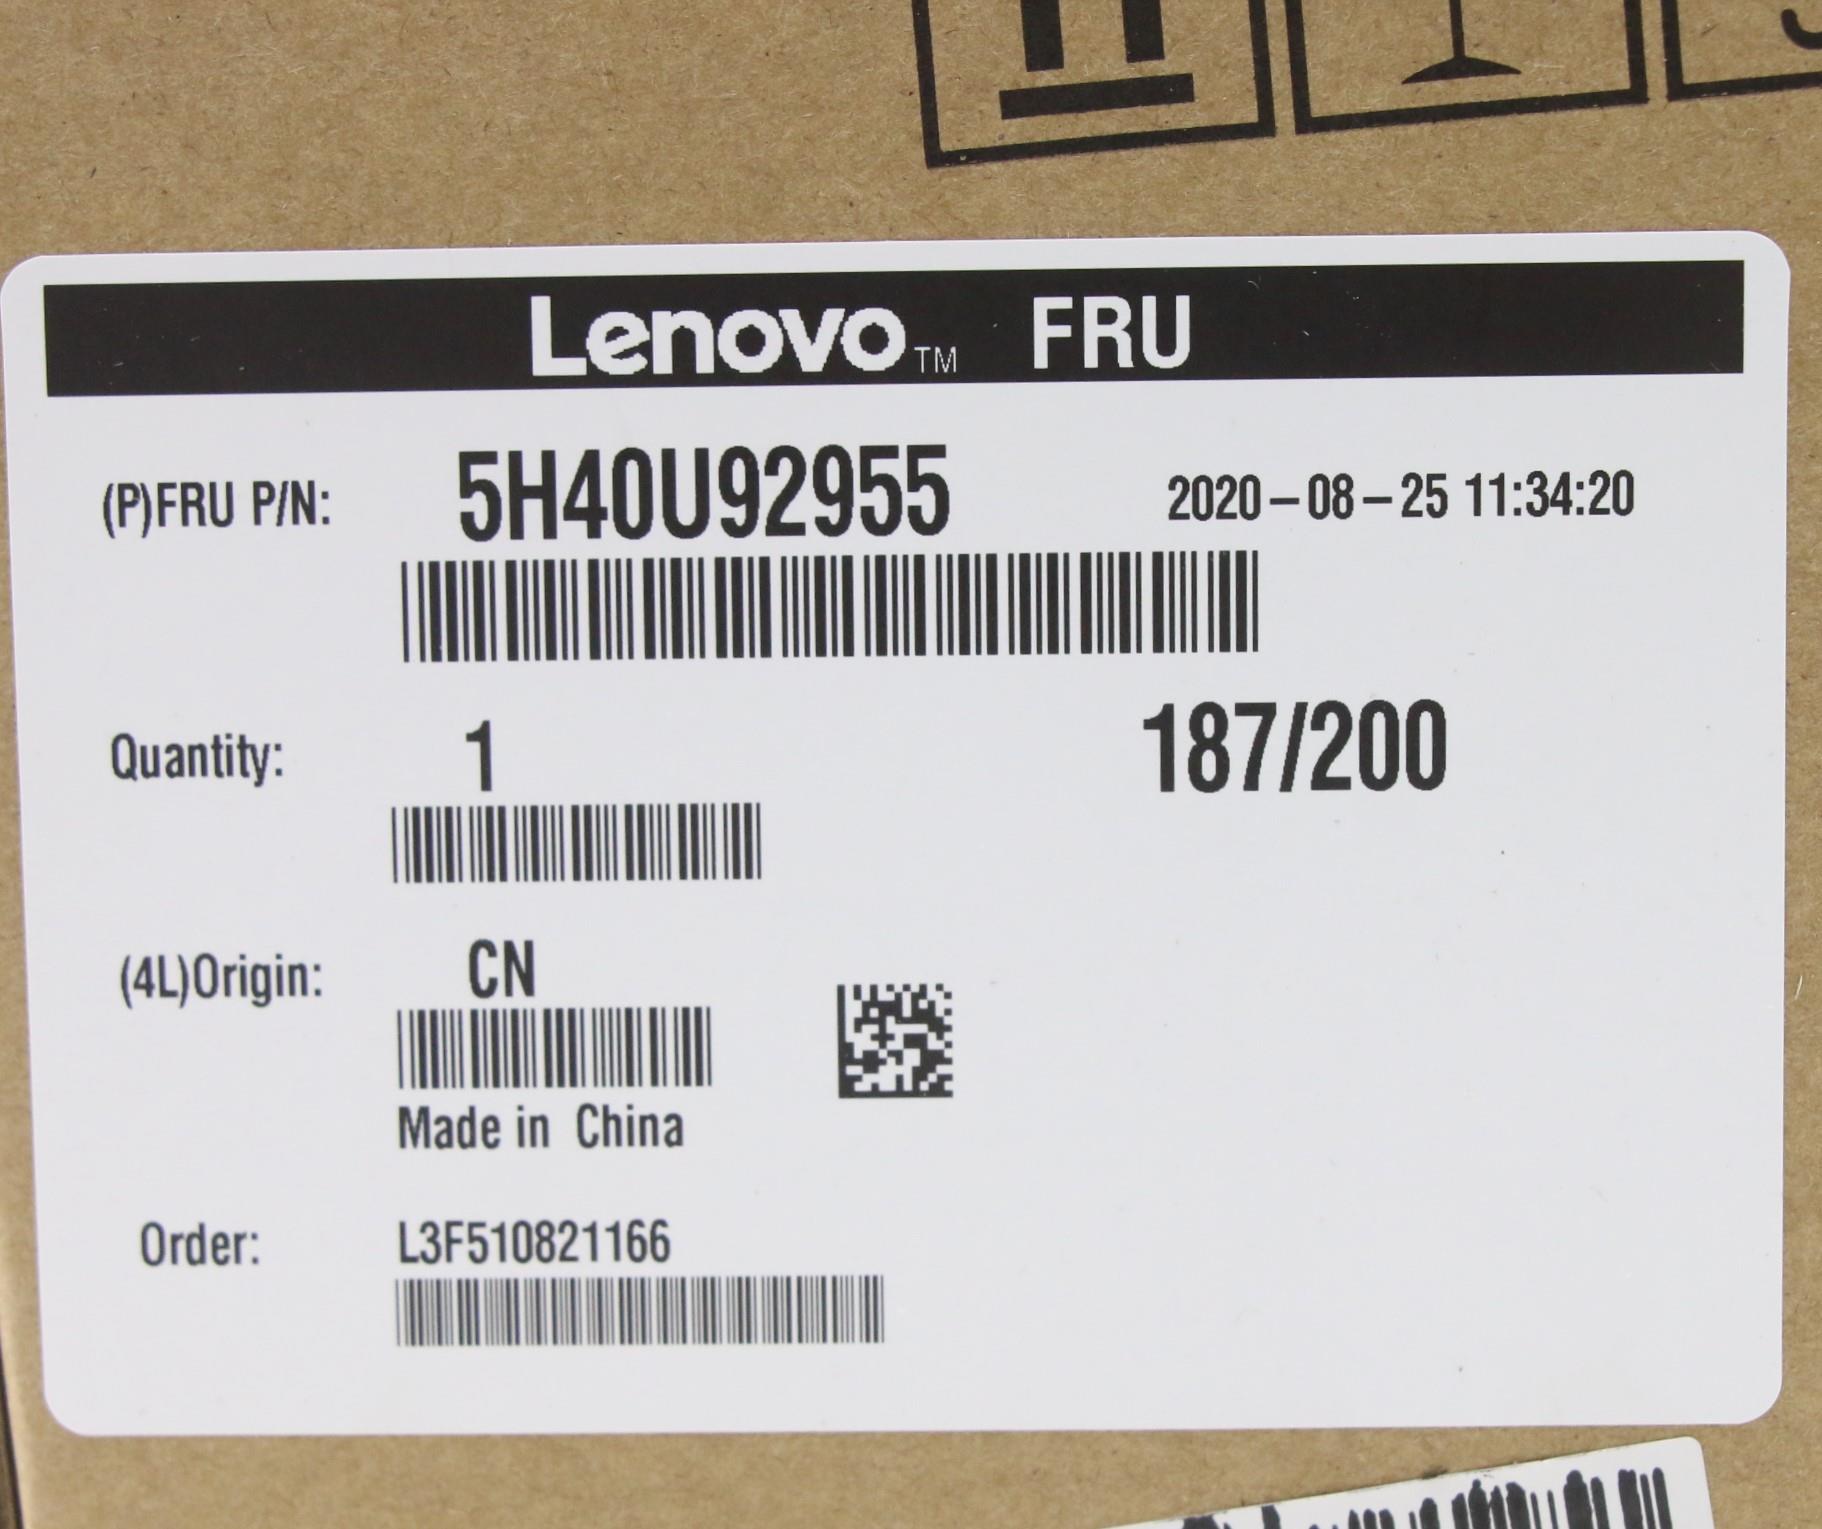 Lenovo™ FRU
(P)FRU P/N: 5H40U92955 2020-08-25 11:34:20
Quantity: 1 187/200
(4L)Origin: CN
Made in China
Order: L3F510821166